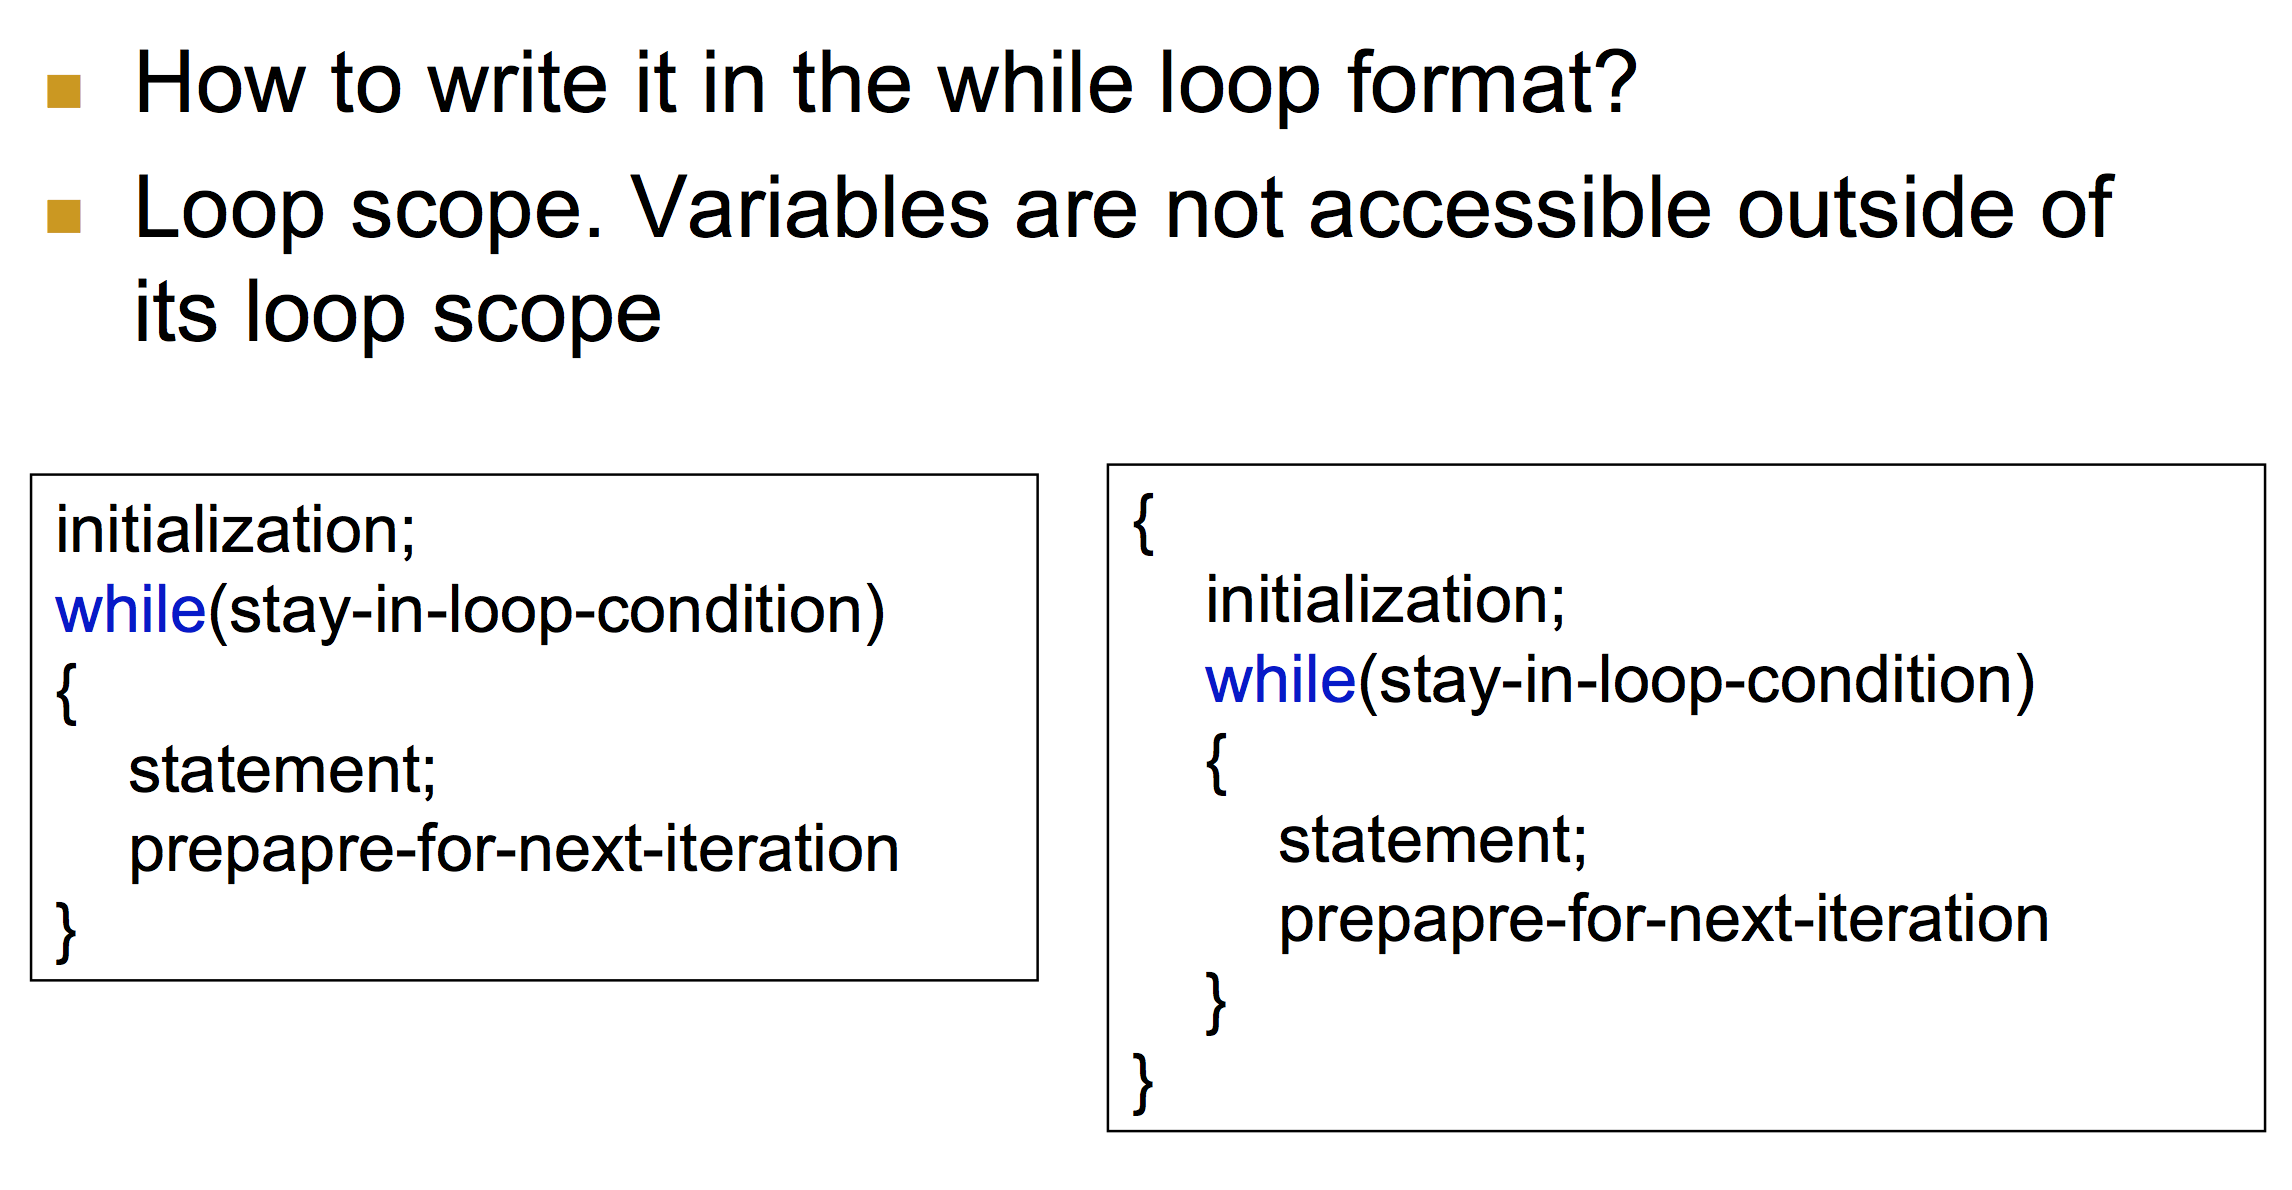 How to write it in the while loop format?
Loop scope. Variables are not accessible outside of
its loop scope
initialization;
while(stay-in-loop-condition)
{
statement;
prepapre-for-next-iteration
}
{
initialization;
while(stay-in-loop-condition)
{
statement;
prepapre-for-next-iteration
}
}